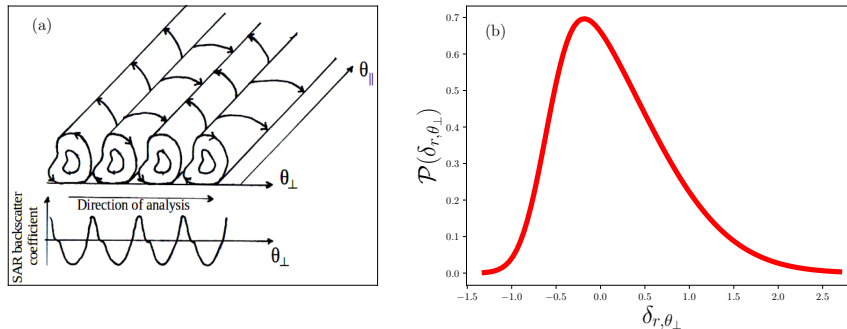 (a)
θ∥
θ⊥
Direction of analysis
SAR backscatter
coefficient
θ⊥
(b)
0.7
0.6
0.5
0.4
0.3
0.2
0.1
0.0
𝒫(δr,θ⊥)
−1.5 −1.0 −0.5 0.0 0.5 1.0 1.5 2.0 2.5
δr,θ⊥